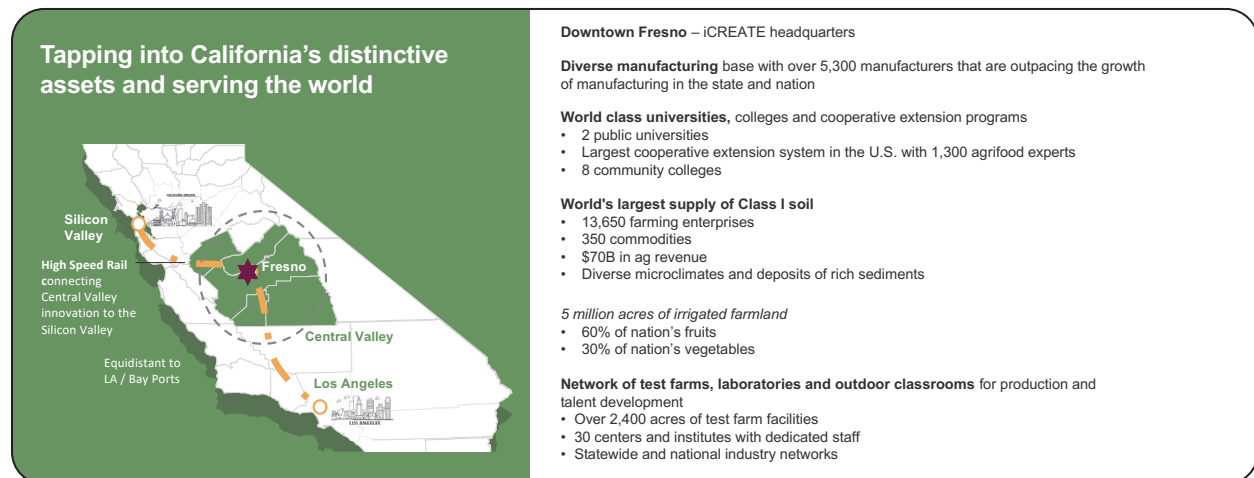 Tapping into California's distinctive
assets and serving the world
Silicon
Valley
High Speed Rail
connecting
Central Valley
innovation to the
Silicon Valley
Fresno
Central Valley
Equidistant to
LA / Bay Ports
Los Angeles
LOS ANGELES
Downtown Fresno – iCREATE headquarters
Diverse manufacturing base with over 5,300 manufacturers that are outpacing the growth
of manufacturing in the state and nation
World class universities, colleges and cooperative extension programs
• 2 public universities
• Largest cooperative extension system in the U.S. with 1,300 agrifood experts
• 8 community colleges
World's largest supply of Class I soil
• 13,650 farming enterprises
• 350 commodities
• $70B in ag revenue
• Diverse microclimates and deposits of rich sediments
5 million acres of irrigated farmland
• 60% of nation's fruits
• 30% of nation's vegetables
Network of test farms, laboratories and outdoor classrooms for production and
talent development
• Over 2,400 acres of test farm facilities
• 30 centers and institutes with dedicated staff
• Statewide and national industry networks